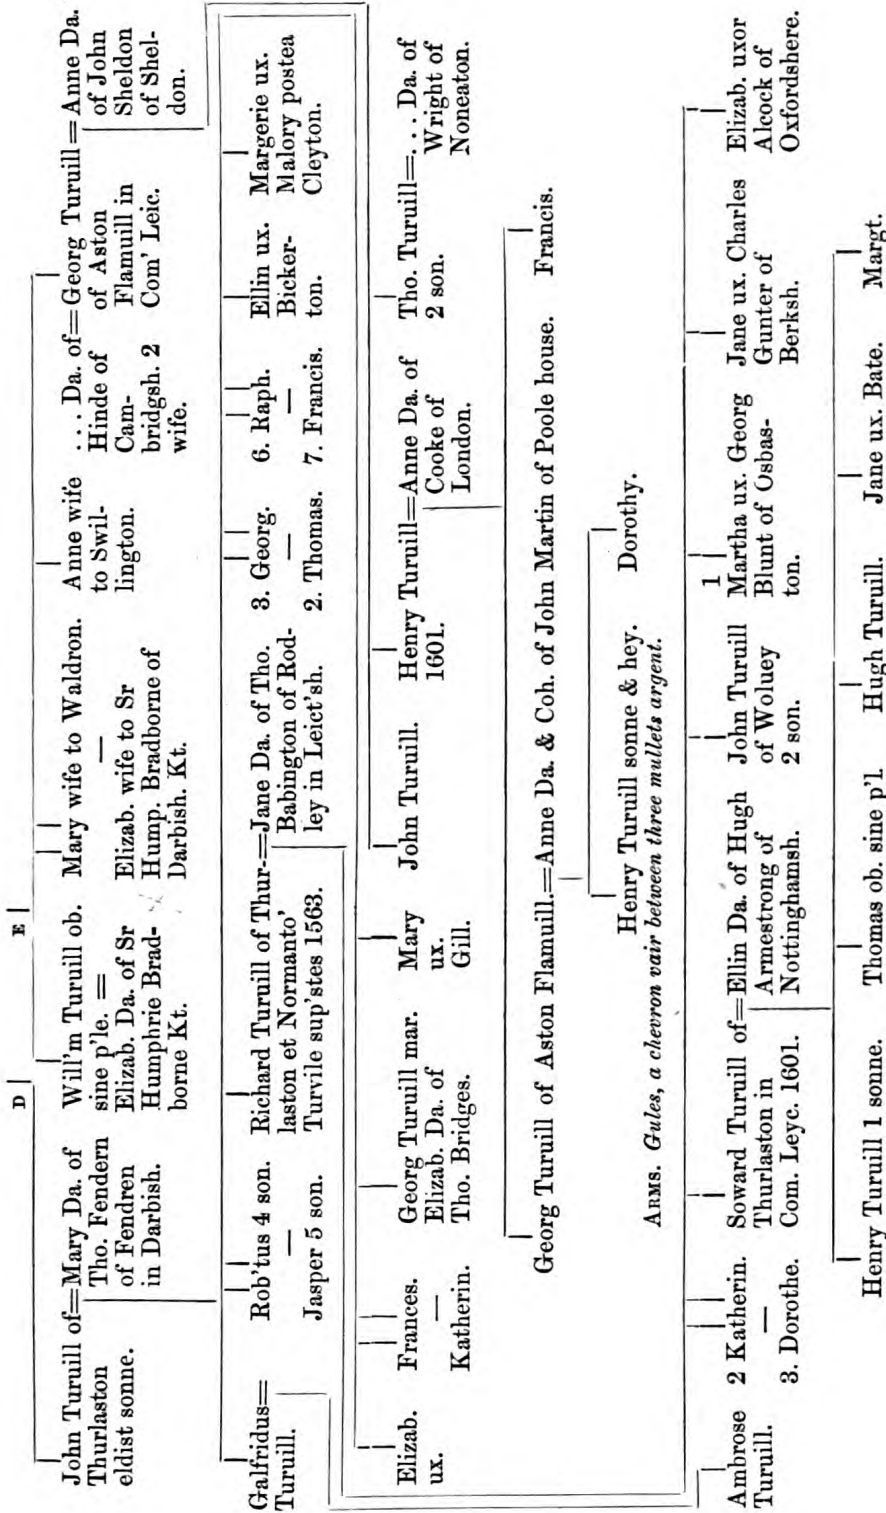 D
E
John Turuill of=Mary Da. of
Thurlaston
eldist sonne.
Tho. Fendern
of Fendren
in Darbish.
Will'm Turuill ob.
sine p'le. =
Elizab. Da. of Sr
Humphrie Brad-
borne Kt.
Mary wife to Waldron.
—
Elizab. wife to Sr
Hump. Bradborne of
Darbish. Kt.
Anne wife
to Swil-
lington.
.... Da. of=Georg Turuill=Anne Da.
Hinde of
Cam-
bridgsh. 2
wife.
of Aston
Flamuill in
Com' Leic.
of John
Sheldon
of Shel-
don.
Galfridus=
Turuill.
Rob'tus 4 son.
—
Jasper 5 son.
Richard Turuill of Thur-=Jane Da. of Tho.
laston et Normanto'
Turvile sup'stes 1563.
Babington of Rod-
ley in Leict'sh.
3. Georg.
—
2. Thomas.
6. Raph.
—
7. Francis.
Ellin ux.
Bicker-
ton.
Margerie ux.
Malory postea
Cleyton.
Elizab.
ux.
Frances.
—
Katherin.
Georg Turuill mar.
Elizab. Da. of
Tho. Bridges.
Mary
ux.
Gill.
John Turuill.
Henry Turuill=Anne Da. of
1601.
Cooke of
London.
Tho. Turuill=... Da. of
2 son.
Wright of
Noneaton.
Georg Turuill of Aston Flamuill.=Anne Da. & Coh. of John Martin of Poole house.
Francis.
Henry Turuill sonne & hey.
Dorothy.
ARMS. Gules, a chevron vair between three mullets argent.
Ambrose
Turuill.
2 Katherin.
—
3. Dorothe.
Soward Turuill of=Ellin Da. of Hugh
Thurlaston in
Com. Leyc. 1601.
Armestrong of
Nottinghamsh.
John Turuill
of Woluey
2 son.
1
Martha ux. Georg
Blunt of Osbas-
ton.
Jane ux. Charles
Gunter of
Berksh.
Elizab. uxor
Alcock of
Oxfordshere.
Henry Turuill 1 sonne.
Thomas ob. sine p'l.
Hugh Turuill.
Jane ux. Bate.
Margt.